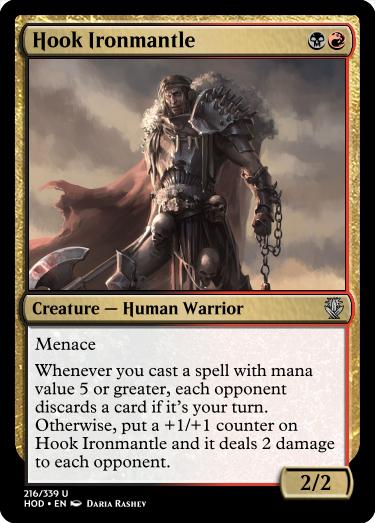 Hook Ironmantle
Creature — Human Warrior
Menace
Whenever you cast a spell with mana
value 5 or greater, each opponent
discards a card if it's your turn.
Otherwise, put a +1/+1 counter on
Hook Ironmantle and it deals 2 damage
to each opponent.
2/2
216/339 U
HOD • EN Daria Rashev